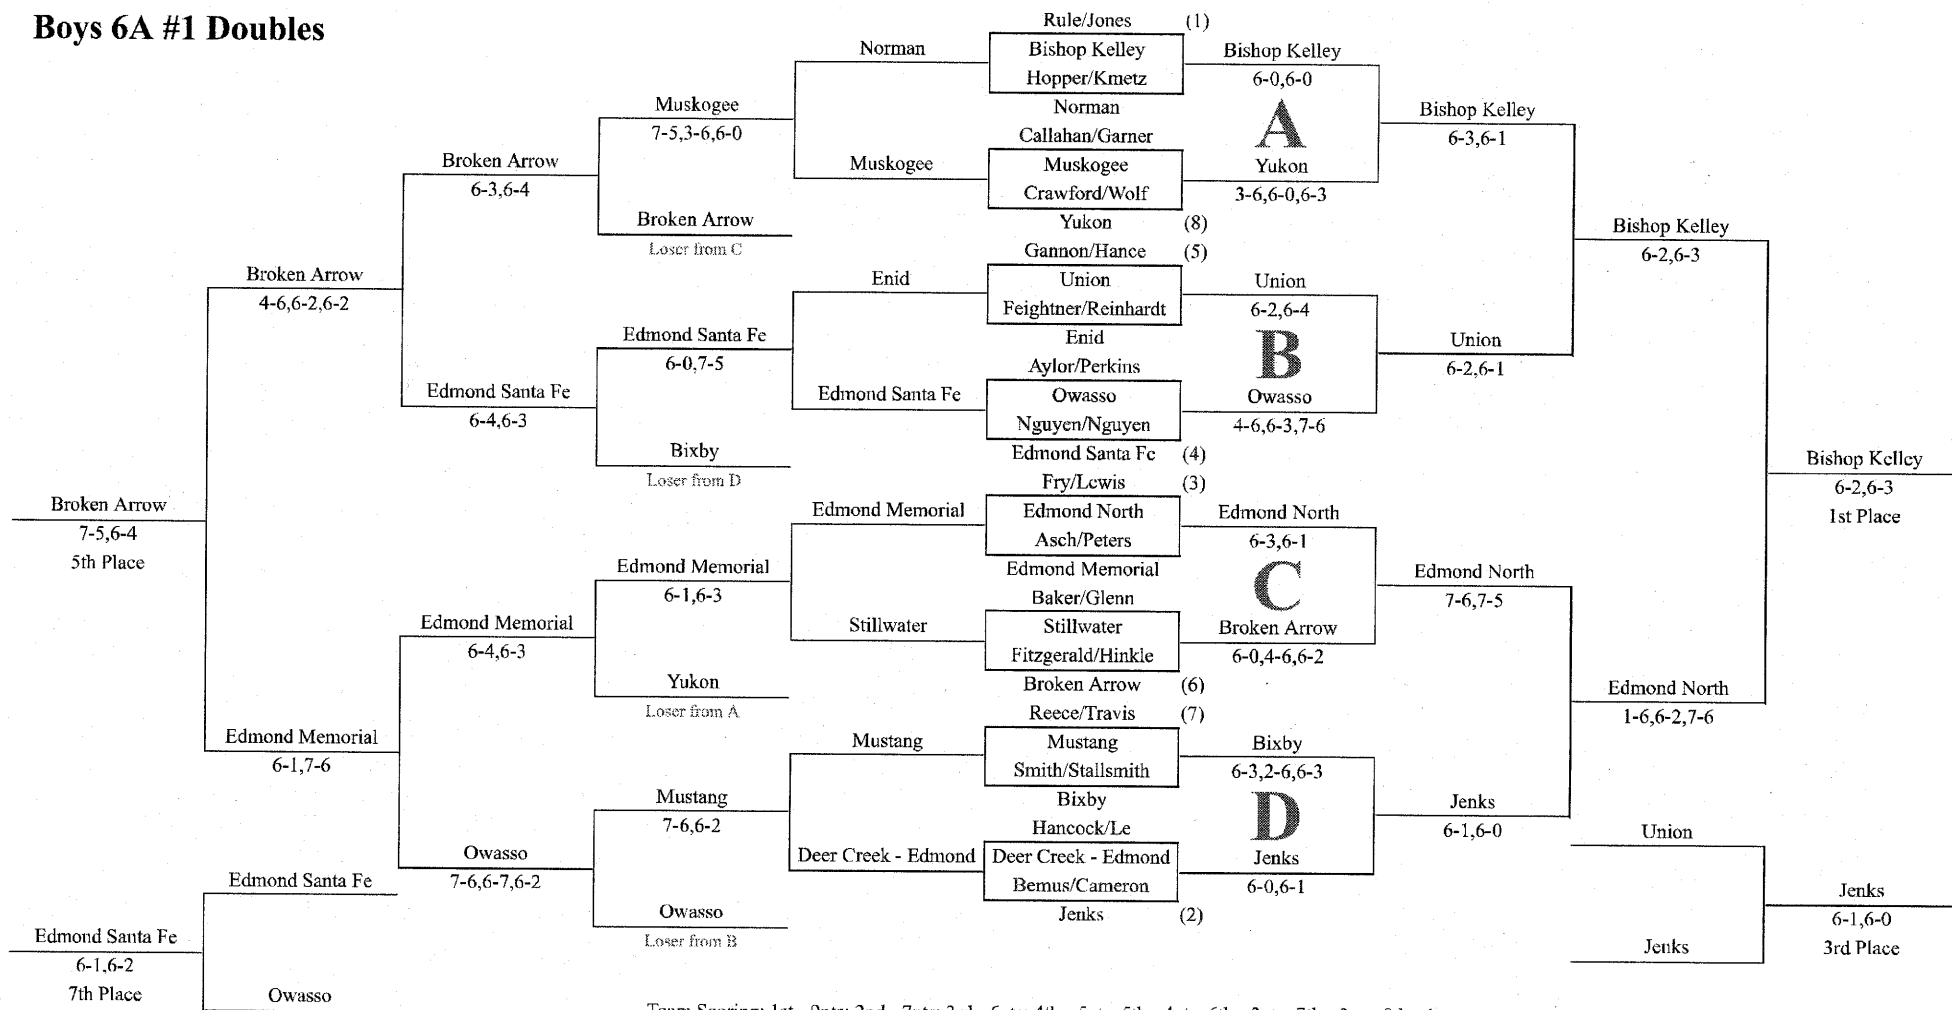 Boys 6A #1 Doubles
Rule/Jones (1)
Bishop Kelley
Hopper/Kmetz
Norman
Callahan/Garner
Muskogee
Crawford/Wolf
Yukon (8)
Gannon/Hance (5)
Union
Feightner/Reinhardt
Enid
Aylor/Perkins
Owasso
Nguyen/Nguyen
Edmond Santa Fe (4)
Fry/Lewis (3)
Edmond North
Asch/Peters
Edmond Memorial
Baker/Glenn
Stillwater
Fitzgerald/Hinkle
Broken Arrow (6)
Reece/Travis (7)
Mustang
Smith/Stallsmith
Bixby
Hancock/Le
Deer Creek - Edmond
Bemus/Cameron
Jenks (2)
Bishop Kelley
6-0,6-0
A
Yukon
3-6,6-0,6-3
Union
6-2,6-4
B
Owasso
4-6,6-3,7-6
Edmond North
6-3,6-1
C
Broken Arrow
6-0,4-6,6-2
Bixby
6-3,2-6,6-3
D
Jenks
6-0,6-1
Bishop Kelley
6-3,6-1
Union
6-2,6-1
Edmond North
7-6,7-5
Jenks
6-1,6-0
Bishop Kelley
6-2,6-3
Edmond North
1-6,6-2,7-6
Bishop Kelley
6-2,6-3
1st Place
Union
Jenks
Jenks
6-1,6-0
3rd Place
Norman
Muskogee
Enid
Edmond Santa Fe
Edmond Memorial
Stillwater
Mustang
Deer Creek - Edmond
Muskogee
7-5,3-6,6-0
Broken Arrow
Loser from C
Edmond Santa Fe
6-0,7-5
Bixby
Loser from D
Edmond Memorial
6-1,6-3
Yukon
Loser from A
Mustang
7-6,6-2
Owasso
Loser from B
Broken Arrow
6-3,6-4
Edmond Santa Fe
6-4,6-3
Edmond Memorial
6-4,6-3
Owasso
7-6,6-7,6-2
Broken Arrow
4-6,6-2,6-2
Edmond Memorial
6-1,7-6
Broken Arrow
7-5,6-4
5th Place
Edmond Santa Fe
Owasso
Edmond Santa Fe
6-1,6-2
7th Place